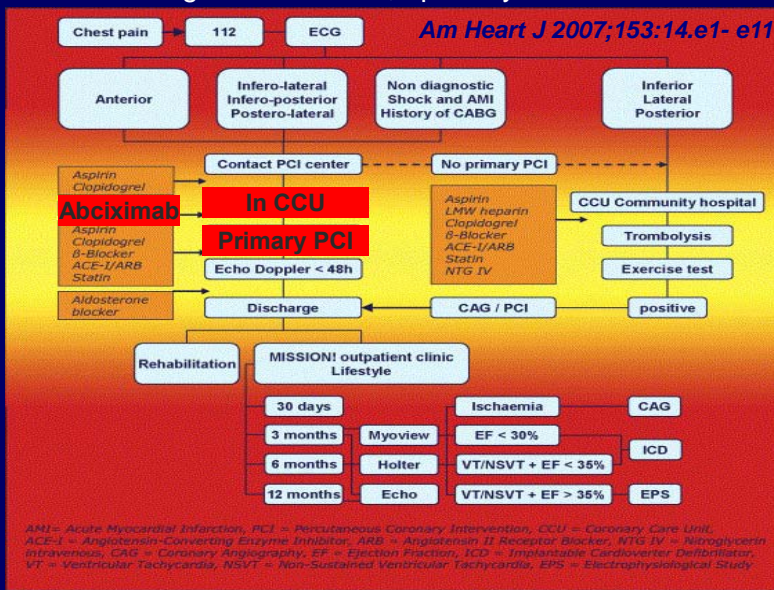 Am Heart J 2007;153:14.e1- e11
Chest pain
112
ECG
Anterior
Infero-lateral
Infero-posterior
Postero-lateral
Non diagnostic
Shock and AMI
History of CABG
Inferior
Lateral
Posterior
Contact PCI center
No primary PCI
Aspirin
Clopidogrel
Abciximab
In CCU
Aspirin
Clopidogrel
β-Blocker
ACE-I/ARB
Statin
Primary PCI
Aspirin
LMW heparin
Clopidogrel
β-Blocker
ACE-I/ARB
Statin
NTG IV
CCU Community hospital
Trombolysis
Echo Doppler < 48h
Exercise test
Aldosterone
blocker
Discharge
CAG / PCI
positive
Rehabilitation
MISSION! outpatient clinic
Lifestyle
30 days
Ischaemia
CAG
3 months
Myoview
EF < 30%
ICD
6 months
Holter
VT/NSVT + EF < 35%
12 months
Echo
VT/NSVT + EF > 35%
EPS
AMI= Acute Myocardial Infarction, PCI = Percutaneous Coronary Intervention, CCU = Coronary Care Unit,
ACE-I = Angiotensin-Converting Enzyme Inhibitor, ARB = Angiotensin II Receptor Blocker, NTG IV = Nitroglycerin
Intravenous, CAG = Coronary Angiography, EF = Ejection Fraction, ICD = Implantable Cardioverter Defibrillator,
VT = Ventricular Tachycardia, NSVT = Non-Sustained Ventricular Tachycardia, EPS = Electrophysiological Study